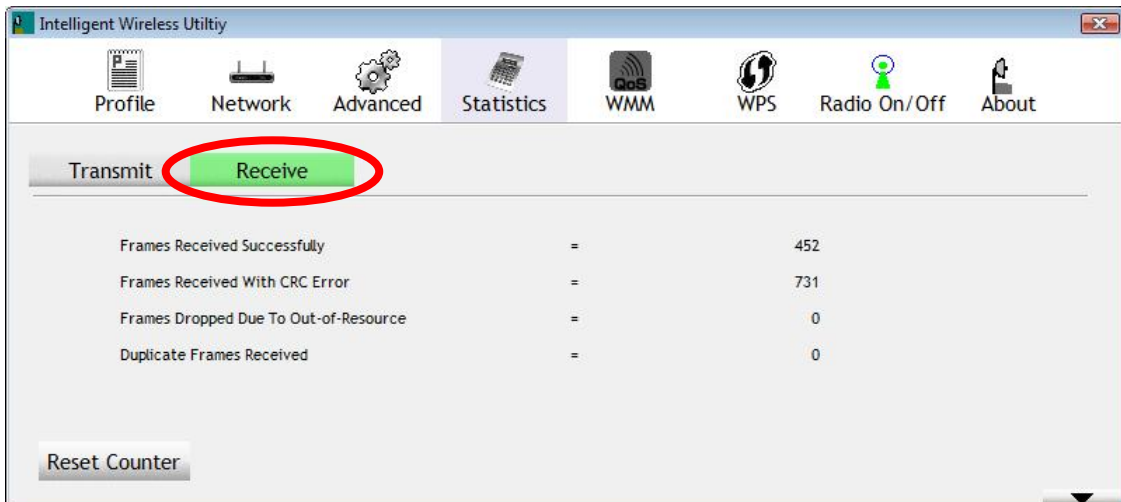 Intelligent Wireless Utiltiy
Profile Network Advanced Statistics QoS WMM WPS Radio On/Off About
Transmit Receive
Frames Received Successfully = 452
Frames Received With CRC Error = 731
Frames Dropped Due To Out-of-Resource = 0
Duplicate Frames Received = 0
Reset Counter